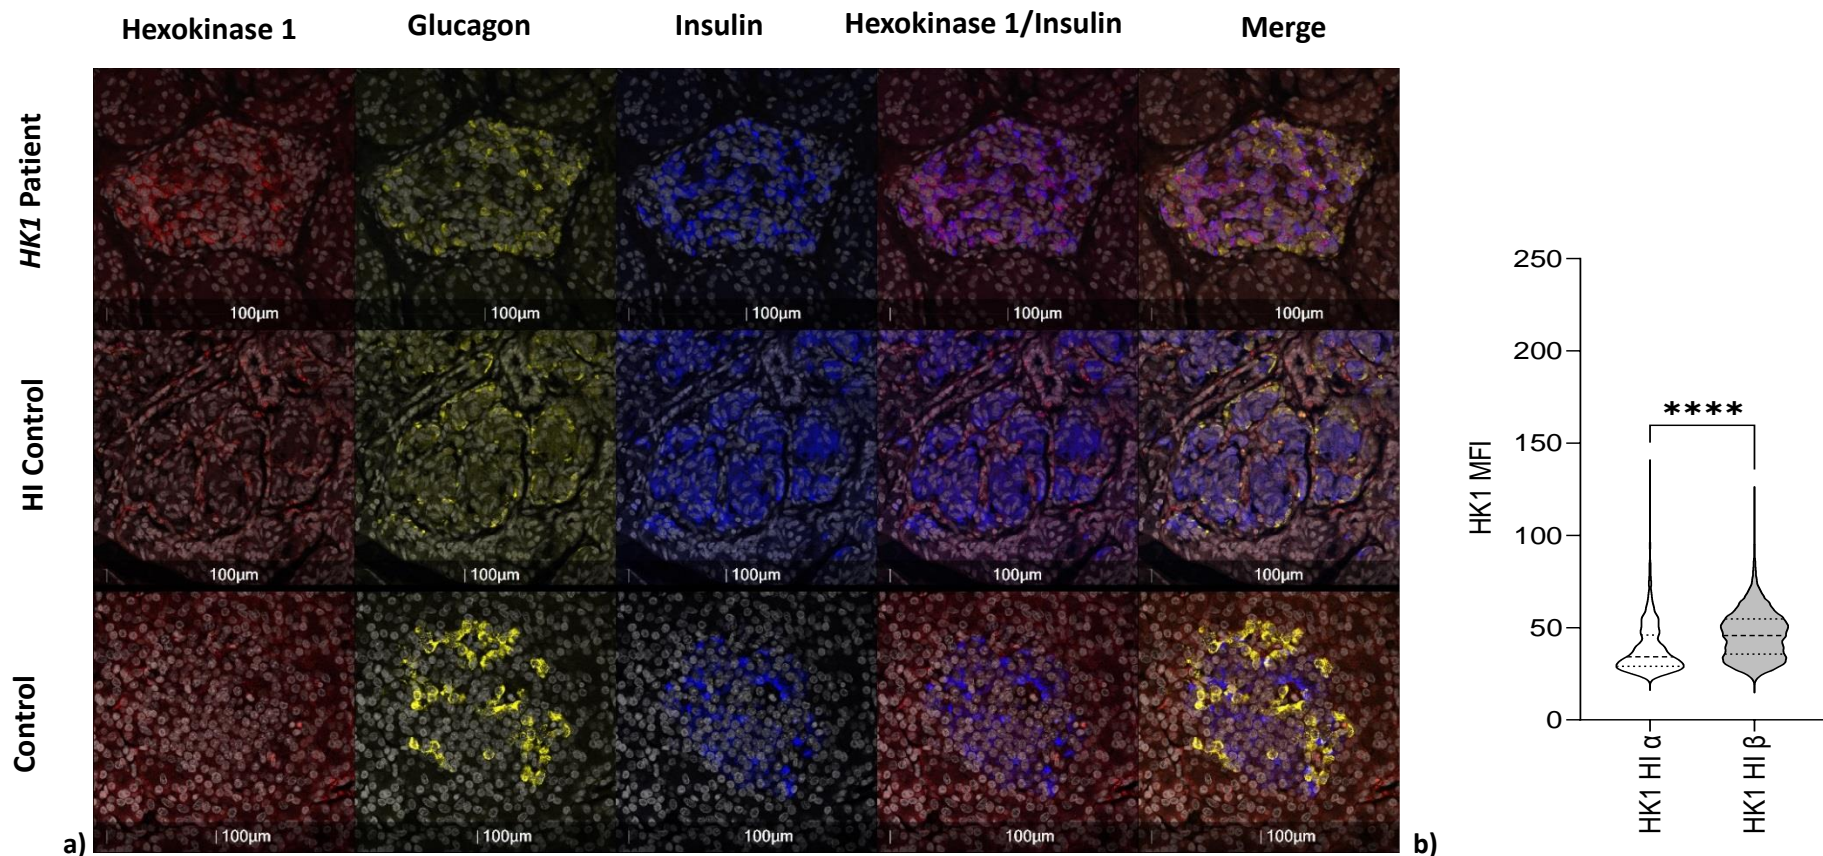 Hexokinase 1 Glucagon Insulin Hexokinase 1/Insulin Merge
HK1 Patient
100µm 100µm 100µm 100µm 100µm
HI Control
100µm 100µm 100µm 100µm 100µm
Control
100µm 100µm 100µm 100µm 100µm
a)
b)
HK1 MFI
250
200
150
100
50
0
****
HK1 HI α
HK1 HI β